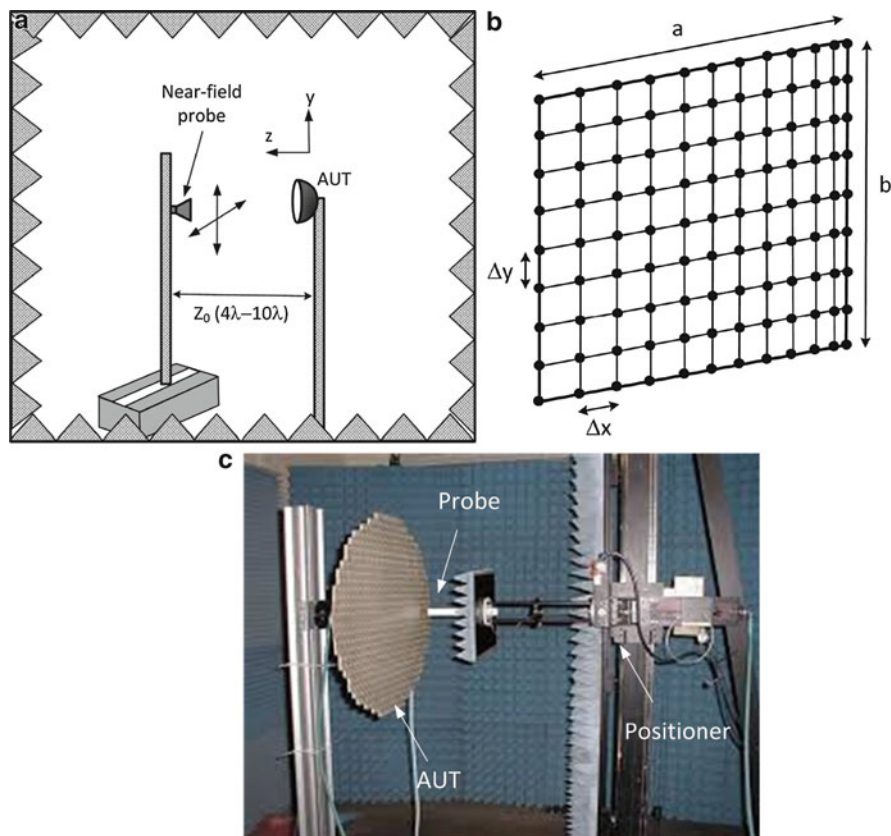 a
Near-field
probe
y
z
AUT
Z₀ (4λ–10λ)
b
a
b
Δy
Δx
c
Probe
Positioner
AUT